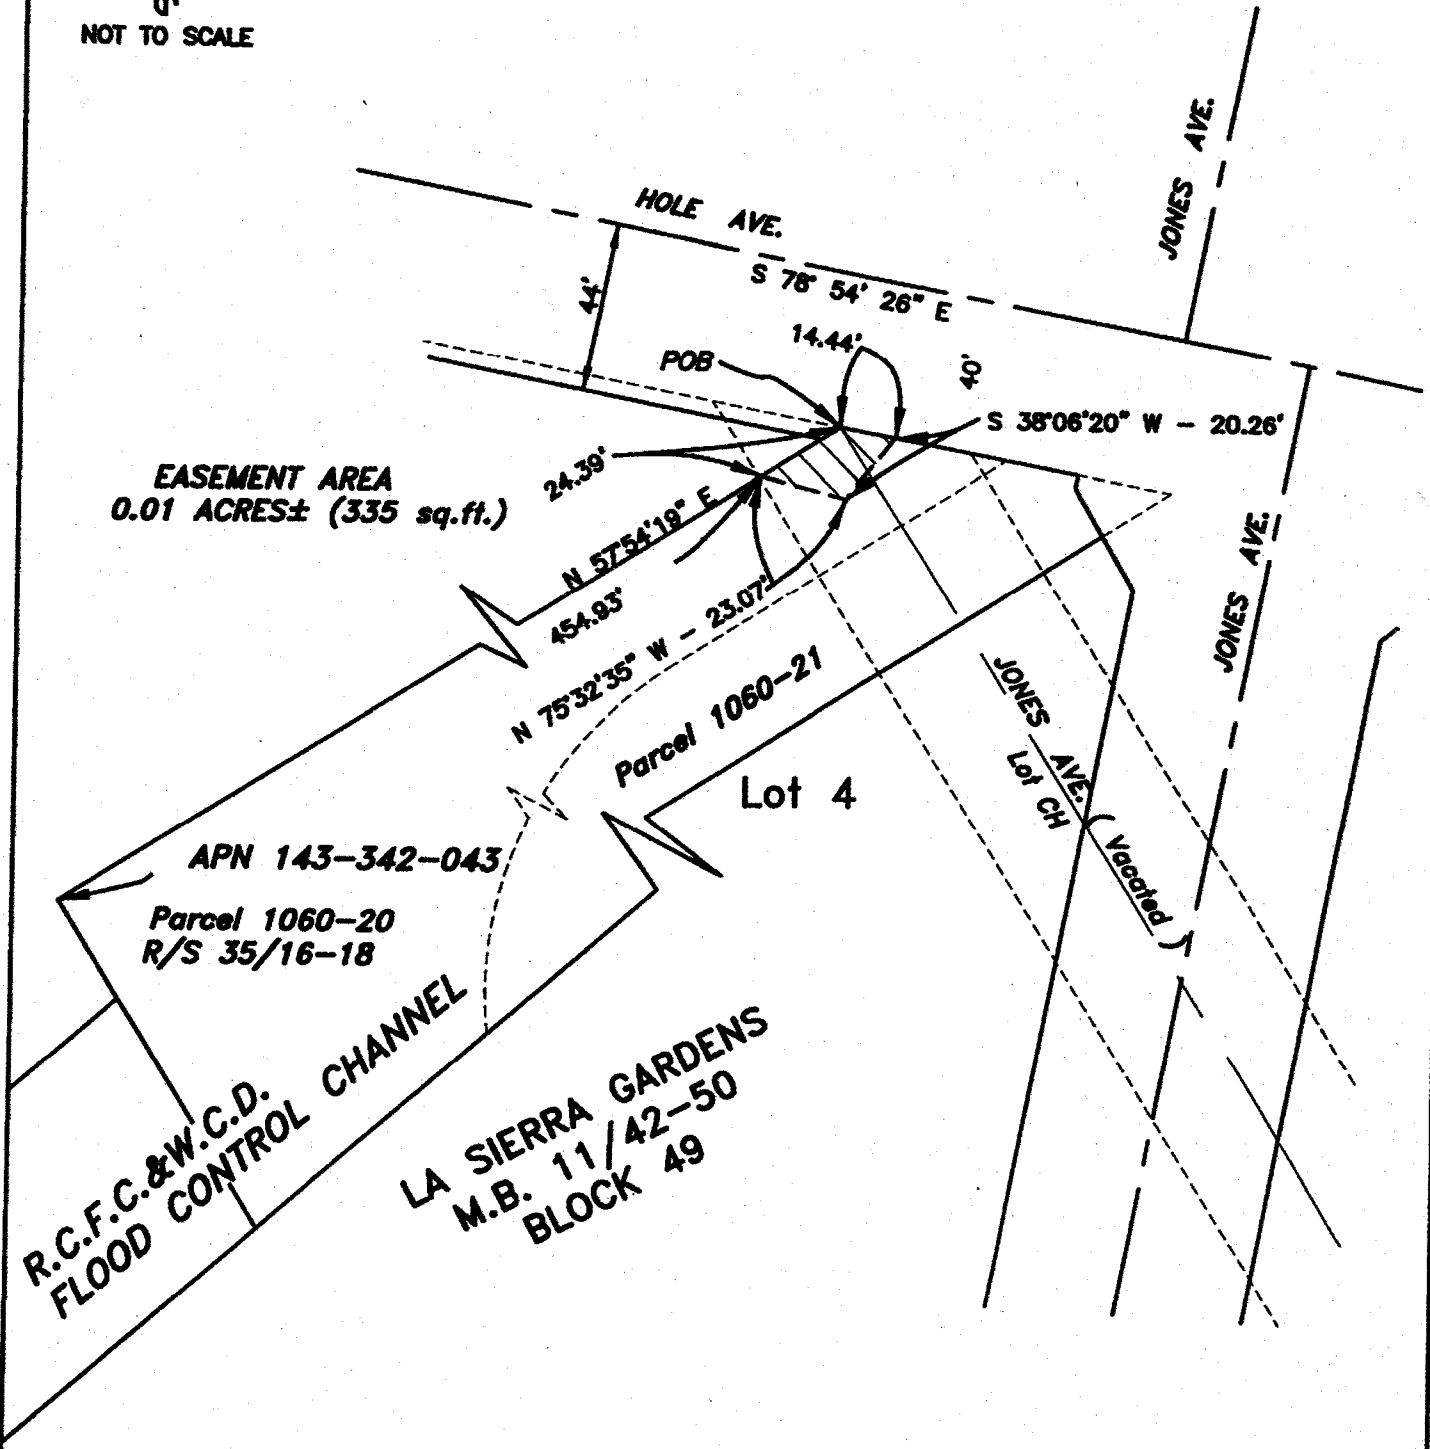 NOT TO SCALE
JONES AVE.
HOLE AVE.
S 78° 54' 26" E
44'
14.44'
POB
40'
S 38°06'20" W - 20.26'
EASEMENT AREA
0.01 ACRES± (335 sq.ft.)
24.39'
N 57°54'19" E
454.93'
N 75°32'35" W - 23.07'
JONES AVE.
Parcel 1060-21
JONES AVE. ( Vacated )
Lot CH
Lot 4
APN 143-342-043
Parcel 1060-20
R/S 35/16-18
R.C.F.C.&W.C.D.
FLOOD CONTROL CHANNEL
LA SIERRA GARDENS
M.B. 11/42-50
BLOCK 49